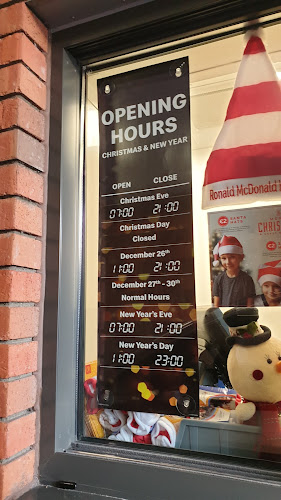 OPENING
HOURS
CHRISTMAS & NEW YEAR
OPEN CLOSE
Christmas Eve
07:00 21:00
Christmas Day
Closed
December 26th
11:00 21:00
December 27th - 30th
Normal Hours
New Year's Eve
07:00 21:00
New Year's Day
11:00 23:00
Ronald McDonald
SANTA
HATS